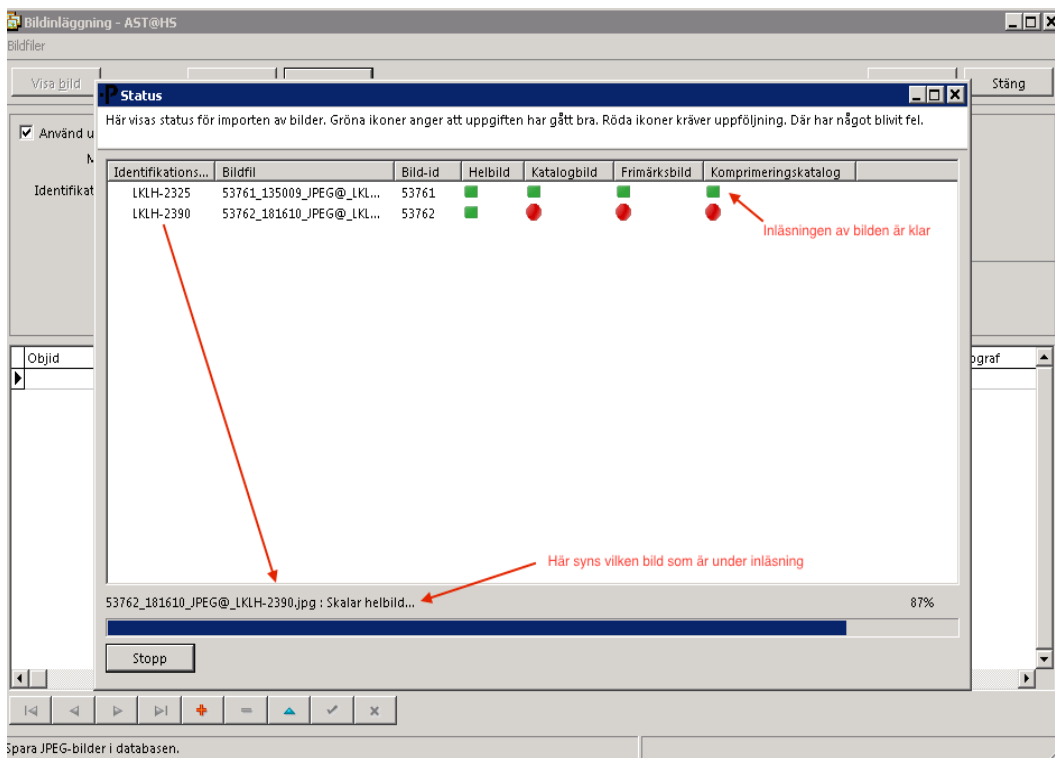 Bildinläggning - AST@HS
Bildfiler
Visa bild
Stäng
Status
Här visas status för importen av bilder. Gröna ikoner anger att uppgiften har gått bra. Röda ikoner kräver uppföljning. Där har något blivit fel.
Använd u
Identifikat
Identifikations... Bildfil Bild-id Helbild Katalogbild Frimärksbild Komprimeringskatalog
LKLH-2325 53761_135009_JPEG@_LKL... 53761
LKLH-2390 53762_181610_JPEG@_LKL... 53762
Inläsningen av bilden är klar
Objid
ograf
Här syns vilken bild som är under inläsning
53762_181610_JPEG@_LKLH-2390.jpg : Skalar helbild... 87%
Stopp
Spara JPEG-bilder i databasen.